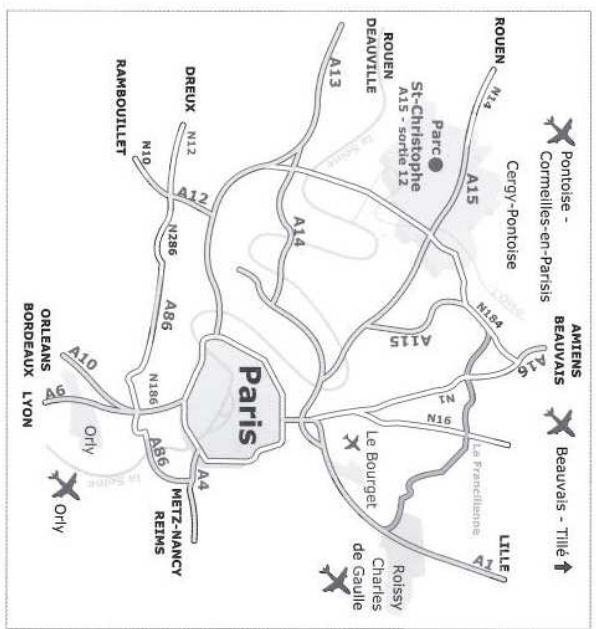 Pontoise -
Cormeilles-en-Parisis
AMIENS
BEAUVAIS
Beauvais - Tillé
A16
ROUEN
N14
Cergy-Pontoise
L'Oise
N184
LILLE
A1
La Francilienne
A15
Parc
St-Christophe
A15 - sortie 12
A115
N1
N16
Roissy
Charles
de Gaulle
Le Bourget
ROUEN
DEAUVILLE
la Seine
A13
A14
Paris
DREUX
N12
A12
N10
RAMBOUILLET
N286
A86
N186
A86
A4
METZ-NANCY
REIMS
la Seine
A10
A6
Orly
Orly
ORLEANS
BORDEAUX
LYON